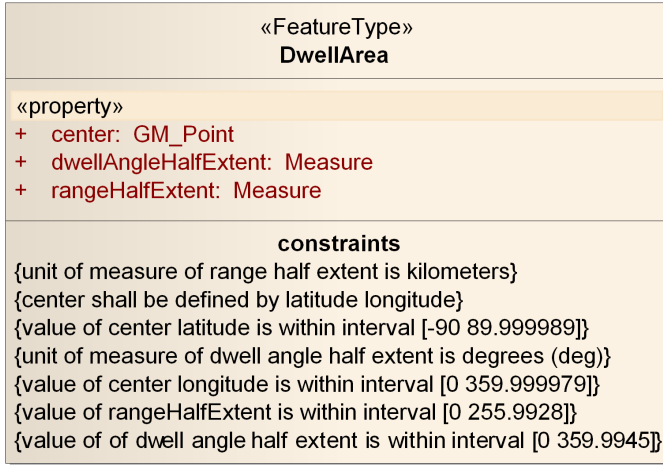 «FeatureType»
DwellArea
«property»
+ center: GM_Point
+ dwellAngleHalfExtent: Measure
+ rangeHalfExtent: Measure
constraints
{unit of measure of range half extent is kilometers}
{center shall be defined by latitude longitude}
{value of center latitude is within interval [-90 89.999989]}
{unit of measure of dwell angle half extent is degrees (deg)}
{value of center longitude is within interval [0 359.999979]}
{value of rangeHalfExtent is within interval [0 255.9928]}
{value of of dwell angle half extent is within interval [0 359.9945]}